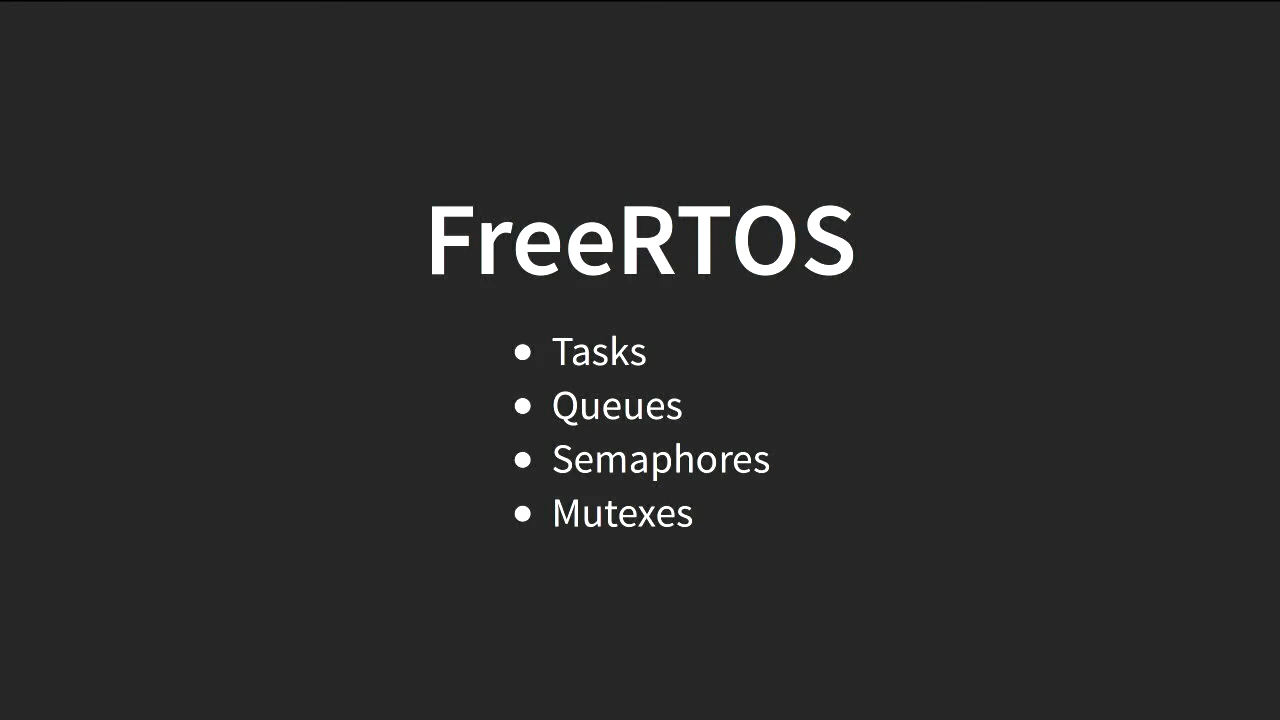 FreeRTOS
• Tasks
• Queues
• Semaphores
• Mutexes